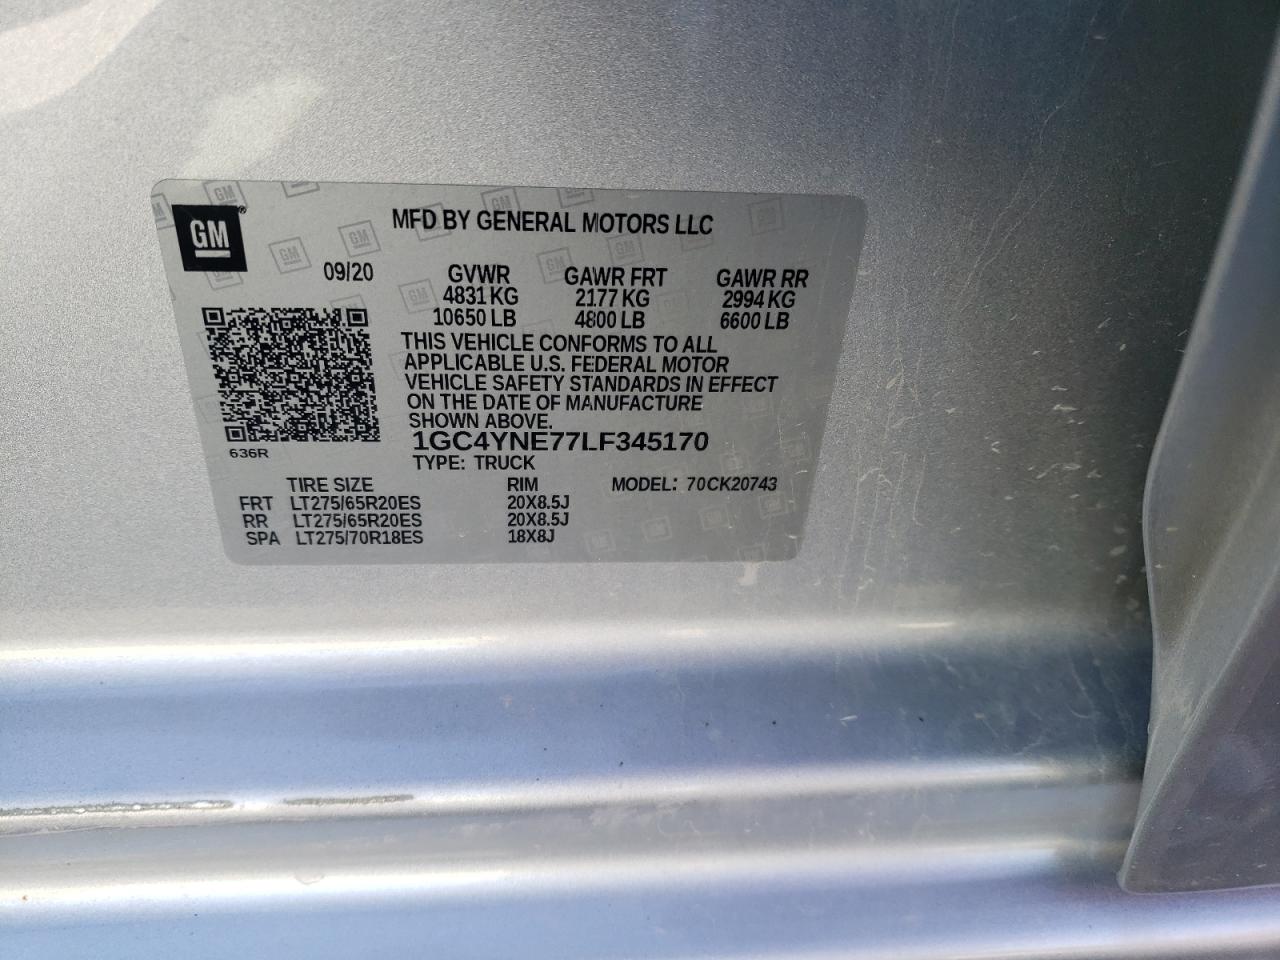 GM
MFD BY GENERAL MOTORS LLC
09/20
GVWR GAWR FRT GAWR RR
4831 KG 2177 KG 2994 KG
10650 LB 4800 LB 6600 LB
THIS VEHICLE CONFORMS TO ALL
APPLICABLE U.S. FEDERAL MOTOR
VEHICLE SAFETY STANDARDS IN EFFECT
ON THE DATE OF MANUFACTURE
SHOWN ABOVE.
636R
1GC4YNE77LF345170
TYPE: TRUCK
TIRE SIZE RIM MODEL: 70CK20743
FRT LT275/65R20ES 20X8.5J
RR LT275/65R20ES 20X8.5J
SPA LT275/70R18ES 18X8J